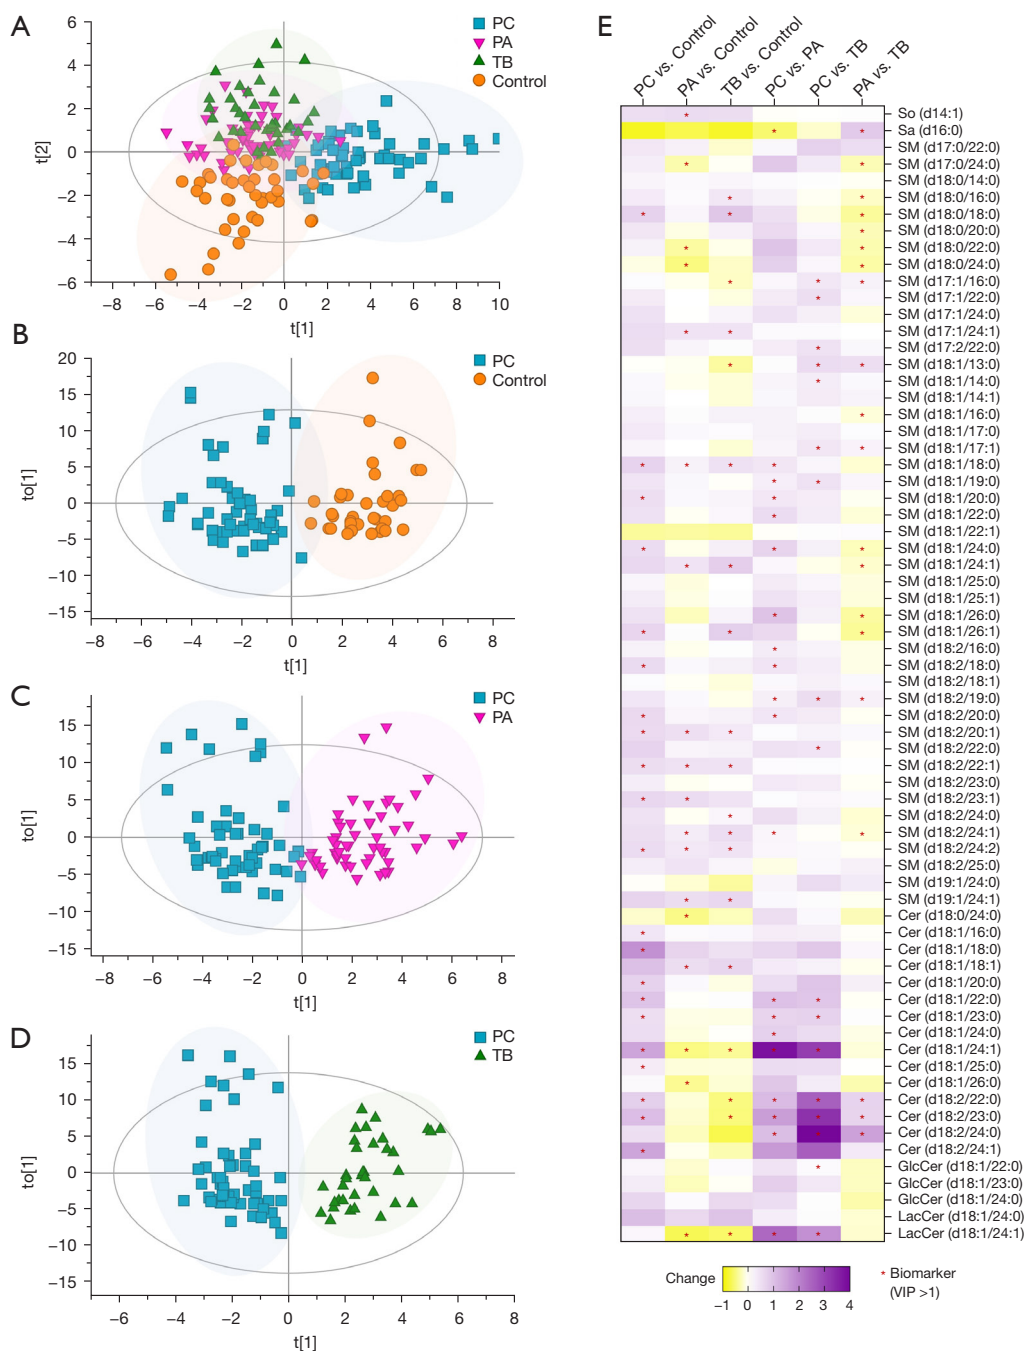 A
PC
PA
TB
Control
6
4
2
0
−2
−4
−6
t[2]
−8 −6 −4 −2 0 2 4 6 8 10
t[1]
B
PC
Control
20
15
10
5
0
−5
−10
−15
to[1]
−8 −6 −4 −2 0 2 4 6 8
t[1]
C
PC
PA
15
10
5
0
−5
−10
−15
to[1]
−8 −6 −4 −2 0 2 4 6 8
t[1]
D
PC
TB
15
10
5
0
−5
−10
−15
to[1]
−6 −4 −2 0 2 4 6 8
t[1]
E
PC vs. Control
PA vs. Control
TB vs. Control
PC vs. PA
PC vs. TB
PA vs. TB
So (d14:1)
Sa (d16:0)
SM (d17:0/22:0)
SM (d17:0/24:0)
SM (d18:0/14:0)
SM (d18:0/16:0)
SM (d18:0/18:0)
SM (d18:0/20:0)
SM (d18:0/22:0)
SM (d18:0/24:0)
SM (d17:1/16:0)
SM (d17:1/22:0)
SM (d17:1/24:0)
SM (d17:1/24:1)
SM (d17:2/22:0)
SM (d18:1/13:0)
SM (d18:1/14:0)
SM (d18:1/14:1)
SM (d18:1/16:0)
SM (d18:1/17:0)
SM (d18:1/17:1)
SM (d18:1/18:0)
SM (d18:1/19:0)
SM (d18:1/20:0)
SM (d18:1/22:0)
SM (d18:1/22:1)
SM (d18:1/24:0)
SM (d18:1/24:1)
SM (d18:1/25:0)
SM (d18:1/25:1)
SM (d18:1/26:0)
SM (d18:1/26:1)
SM (d18:2/16:0)
SM (d18:2/18:0)
SM (d18:2/18:1)
SM (d18:2/19:0)
SM (d18:2/20:0)
SM (d18:2/20:1)
SM (d18:2/22:0)
SM (d18:2/22:1)
SM (d18:2/23:0)
SM (d18:2/23:1)
SM (d18:2/24:0)
SM (d18:2/24:1)
SM (d18:2/24:2)
SM (d18:2/25:0)
SM (d19:1/24:0)
SM (d19:1/24:1)
Cer (d18:0/24:0)
Cer (d18:1/16:0)
Cer (d18:1/18:0)
Cer (d18:1/18:1)
Cer (d18:1/20:0)
Cer (d18:1/22:0)
Cer (d18:1/23:0)
Cer (d18:1/24:0)
Cer (d18:1/24:1)
Cer (d18:1/25:0)
Cer (d18:1/26:0)
Cer (d18:2/22:0)
Cer (d18:2/23:0)
Cer (d18:2/24:0)
Cer (d18:2/24:1)
GlcCer (d18:1/22:0)
GlcCer (d18:1/23:0)
GlcCer (d18:1/24:0)
LacCer (d18:1/24:0)
LacCer (d18:1/24:1)
Change
−1 0 1 2 3 4
* Biomarker
(VIP >1)